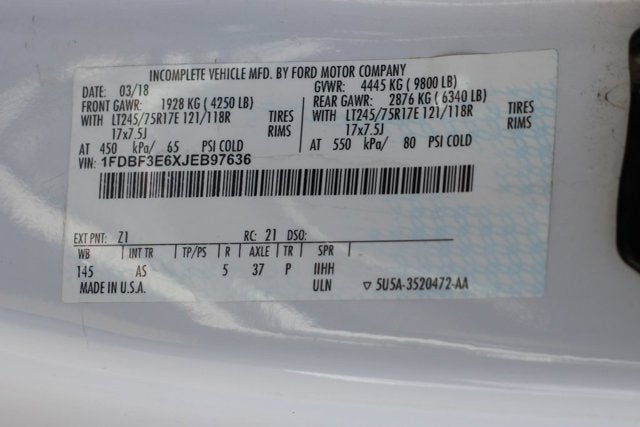 INCOMPLETE VEHICLE MFD. BY FORD MOTOR COMPANY
DATE: 03/18 GVWR: 4445 KG ( 9800 LB)
FRONT GAWR: 1928 KG ( 4250 LB) REAR GAWR: 2876 KG ( 6340 LB)
WITH LT245/75R17E 121/118R TIRES WITH LT245/75R17E 121/118R TIRES
17x7.5J RIMS 17x7.5J RIMS
AT 450 kPa/ 65 PSI COLD AT 550 kPa/ 80 PSI COLD
VIN: 1FDBF3E6XJEB97636
EXT PNT: Z1 RC: 21 DSO:
WB INT TR TP/PS R AXLE TR SPR
145 AS 5 37 P IIHH
MADE IN U.S.A. ULN ▽ 5U5A-3520472-AA